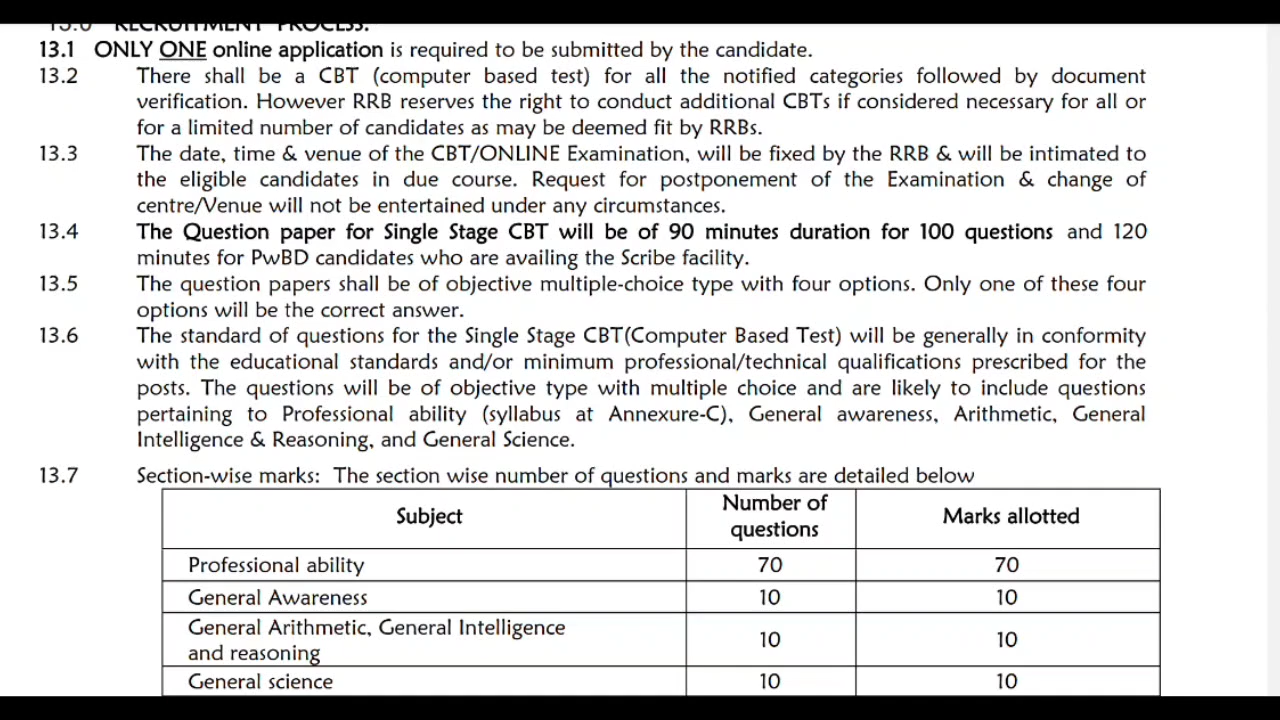 13.0 RECRUITMENT PROCESS:
13.1 ONLY ONE online application is required to be submitted by the candidate.
13.2 There shall be a CBT (computer based test) for all the notified categories followed by document
verification. However RRB reserves the right to conduct additional CBTs if considered necessary for all or
for a limited number of candidates as may be deemed fit by RRBs.
13.3 The date, time & venue of the CBT/ONLINE Examination, will be fixed by the RRB & will be intimated to
the eligible candidates in due course. Request for postponement of the Examination & change of
centre/Venue will not be entertained under any circumstances.
13.4 The Question paper for Single Stage CBT will be of 90 minutes duration for 100 questions and 120
minutes for PwBD candidates who are availing the Scribe facility.
13.5 The question papers shall be of objective multiple-choice type with four options. Only one of these four
options will be the correct answer.
13.6 The standard of questions for the Single Stage CBT(Computer Based Test) will be generally in conformity
with the educational standards and/or minimum professional/technical qualifications prescribed for the
posts. The questions will be of objective type with multiple choice and are likely to include questions
pertaining to Professional ability (syllabus at Annexure-C), General awareness, Arithmetic, General
Intelligence & Reasoning, and General Science.
13.7 Section-wise marks: The section wise number of questions and marks are detailed below
Subject Number of questions Marks allotted
Professional ability 70 70
General Awareness 10 10
General Arithmetic, General Intelligence
and reasoning 10 10
General science 10 10